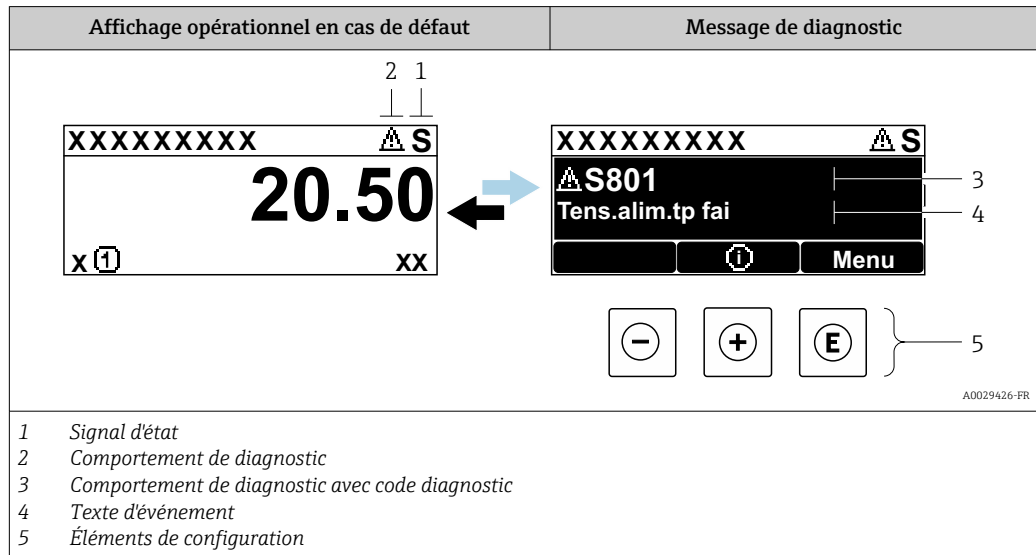 Affichage opérationnel en cas de défaut
Message de diagnostic
2 1
XXXXXXXXX ⚠ S
20.50
x ① xx
XXXXXXXXX ⚠ S
⚠S801
Tens.alim.tp fai
ⓘ Menu
3
4
− + E
5
A0029426-FR
1 Signal d'état
2 Comportement de diagnostic
3 Comportement de diagnostic avec code diagnostic
4 Texte d'événement
5 Éléments de configuration